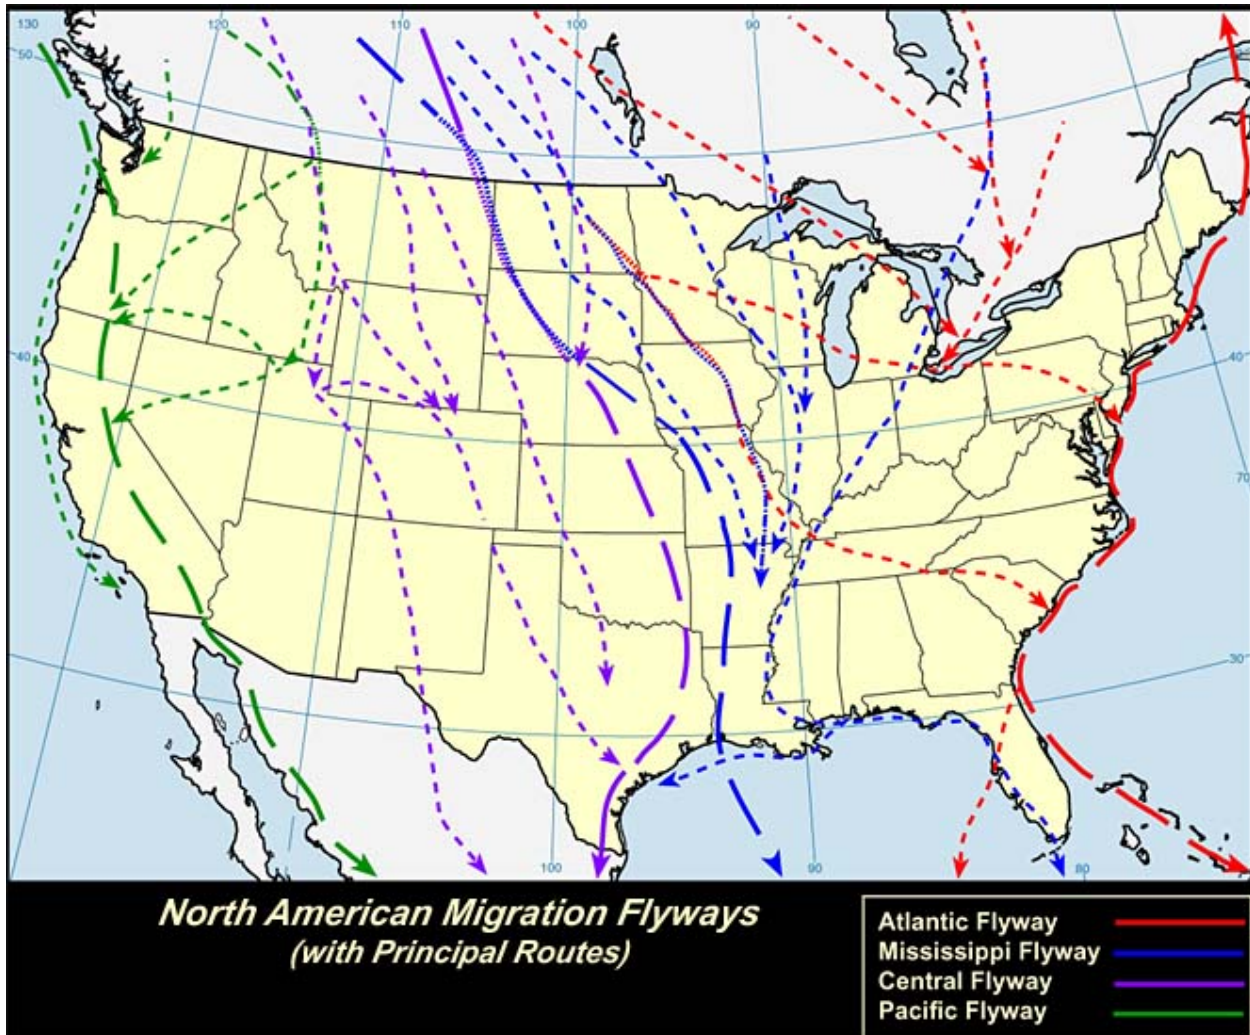 130
120
110
100
90
50
40
40
70
30
100
90
80
North American Migration Flyways
(with Principal Routes)
Atlantic Flyway
Mississippi Flyway
Central Flyway
Pacific Flyway